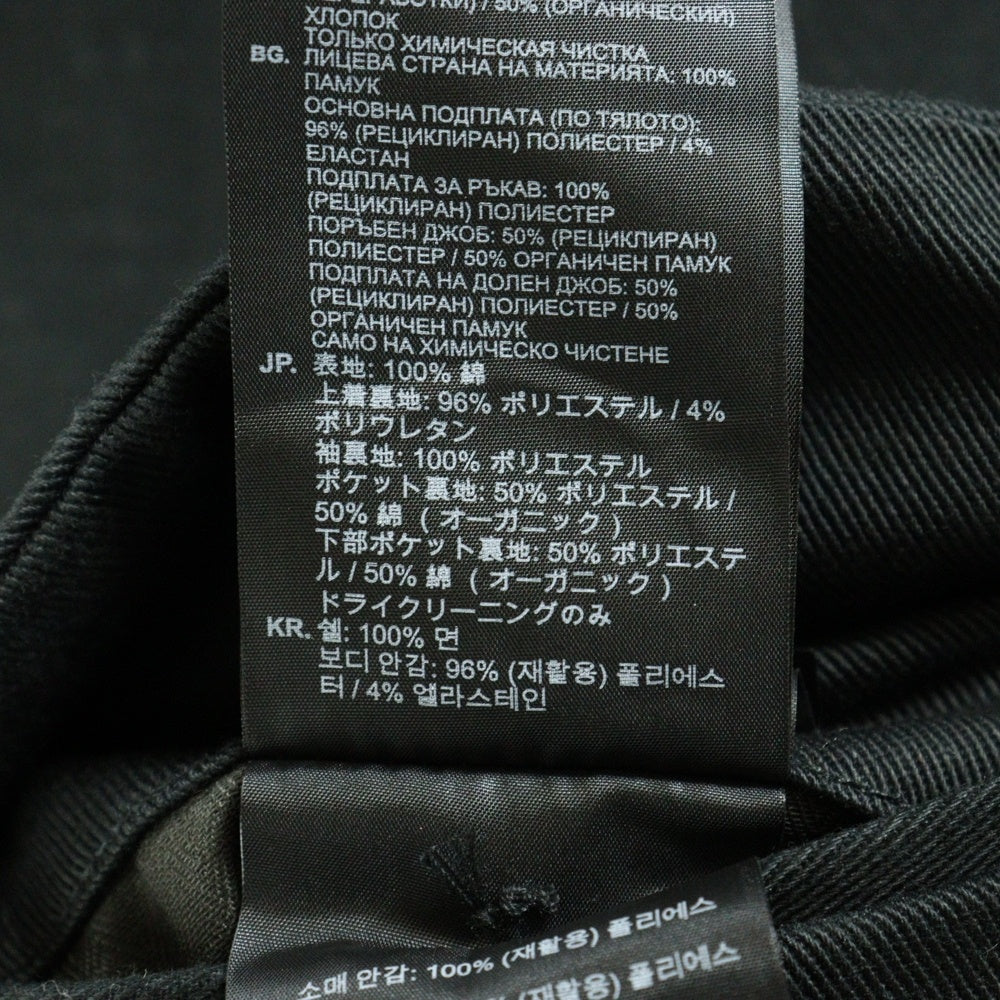 50% (ОРГАНИЧЕСКИЙ)
ХЛОПОК
ТОЛЬКО ХИМИЧЕСКАЯ ЧИСТКА
BG. ЛИЦЕВА СТРАНА НА МАТЕРИЯТА: 100%
ПАМУК
ОСНОВНА ПОДПЛАТА (ПО ТЯЛОТО):
96% (РЕЦИКЛИРАН) ПОЛИЕСТЕР / 4%
ЕЛАСТАН
ПОДПЛАТА ЗА РЪКАВ: 100%
(РЕЦИКЛИРАН) ПОЛИЕСТЕР
ПОРЪБЕН ДЖОБ: 50% (РЕЦИКЛИРАН)
ПОЛИЕСТЕР / 50% ОРГАНИЧЕН ПАМУК
ПОДПЛАТА НА ДОЛЕН ДЖОБ: 50%
(РЕЦИКЛИРАН) ПОЛИЕСТЕР / 50%
ОРГАНИЧЕН ПАМУК
САМО НА ХИМИЧЕСКО ЧИСТЕНЕ
JP. 表地: 100% 綿
上着裏地: 96% ポリエステル / 4%
ポリウレタン
袖裏地: 100% ポリエステル
ポケット裏地: 50% ポリエステル /
50% 綿 ( オーガニック )
下部ポケット裏地: 50% ポリエステ
ル / 50% 綿 ( オーガニック )
ドライクリーニングのみ
KR. 쉘: 100% 면
보디 안감: 96% (재활용) 폴리에스
터 / 4% 엘라스테인
소매 안감: 100% (재활용) 폴리에스
(재활용) 폴리에스